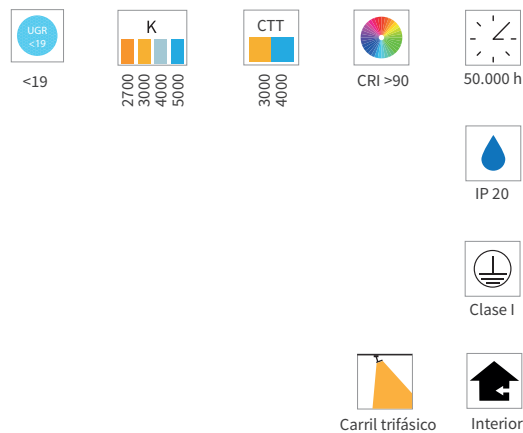 UGR
<19
<19
K
2700
3000
4000
5000
CTT
3000
4000
CRI >90
50.000 h
IP 20
Clase I
Carril trifásico
Interior